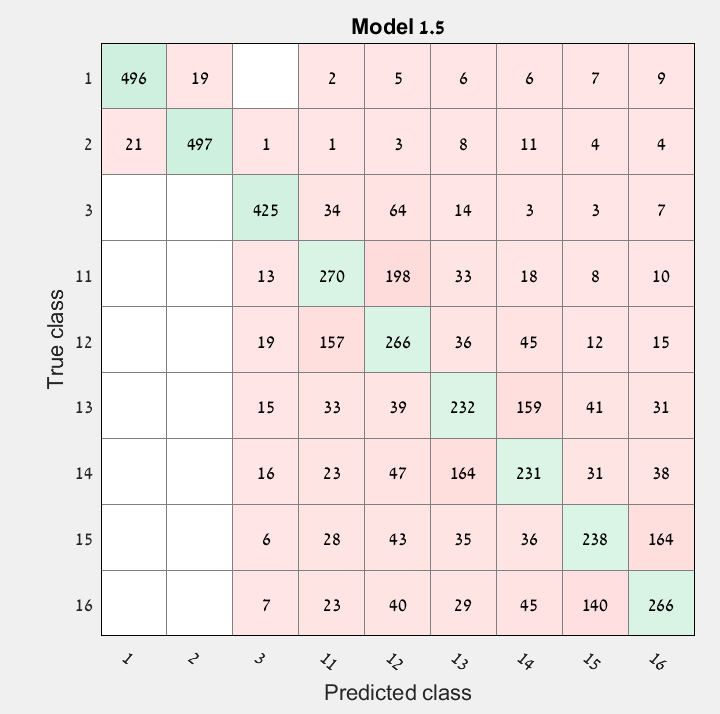 Model 1.5
1 496 19 2 5 6 6 7 9
2 21 497 1 1 3 8 11 4 4
3 425 34 64 14 3 3 7
11 13 270 198 33 18 8 10
12 19 157 266 36 45 12 15
13 15 33 39 232 159 41 31
14 16 23 47 164 231 31 38
15 6 28 43 35 36 238 164
16 7 23 40 29 45 140 266
True class
1 2 3 11 12 13 14 15 16
Predicted class